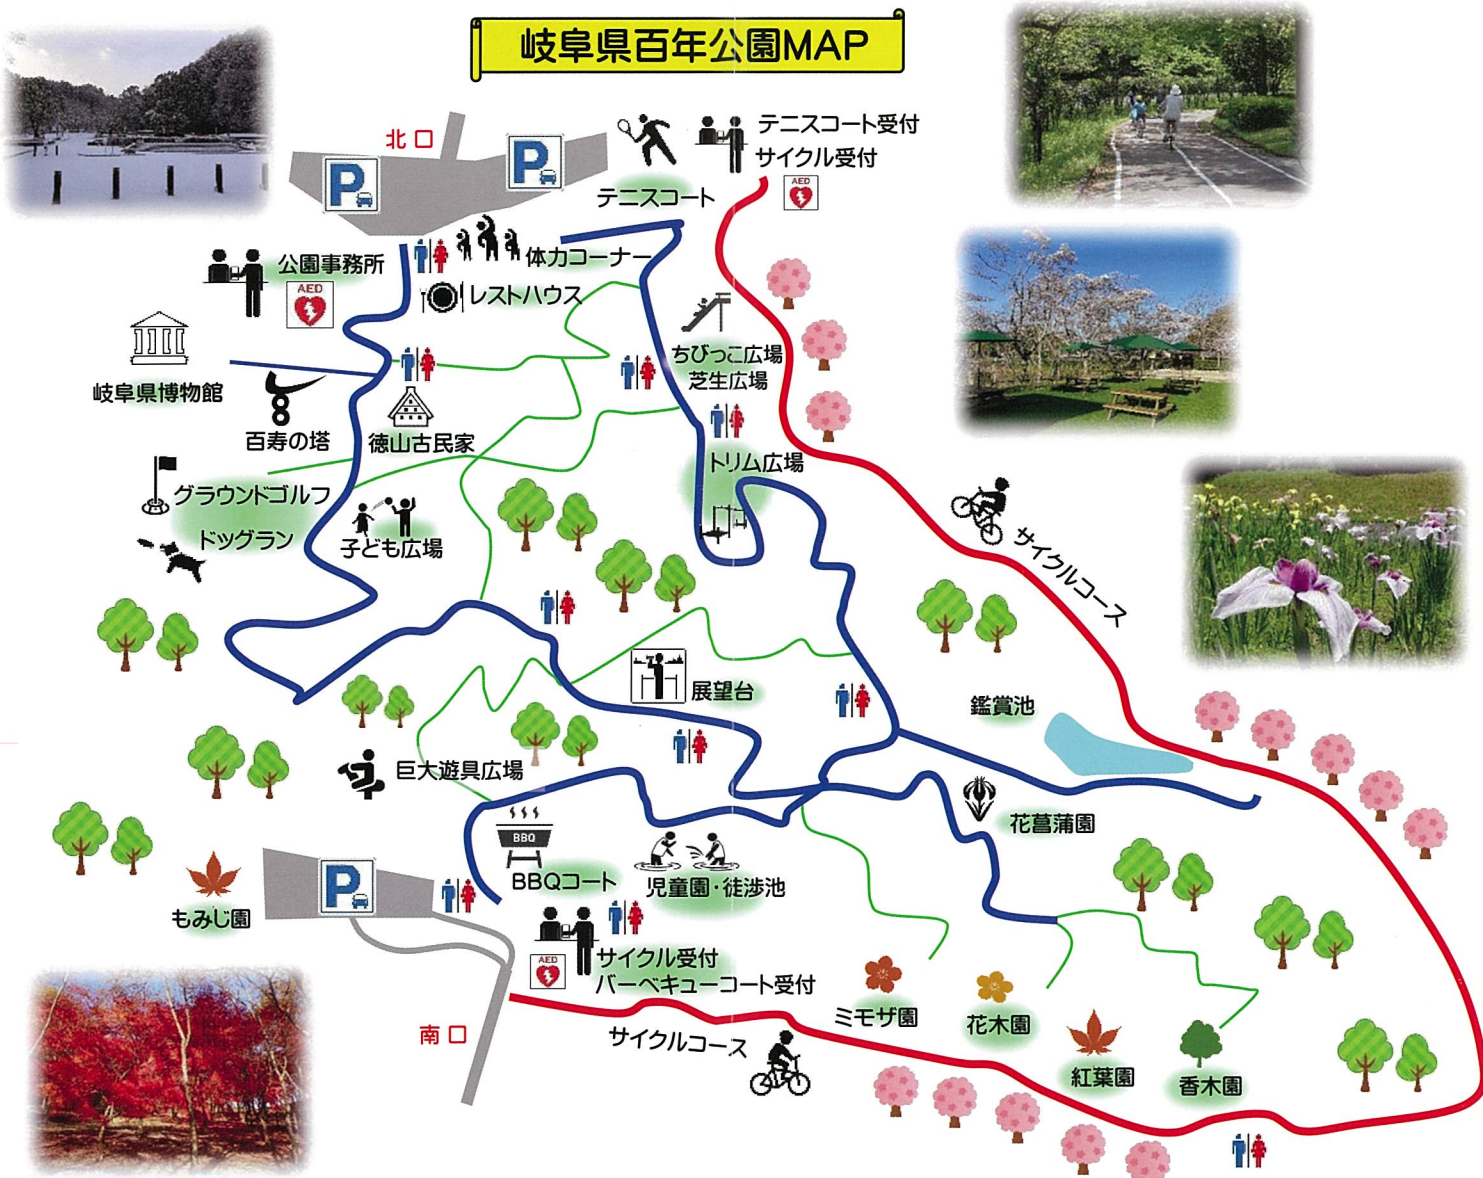 岐阜県百年公園MAP
北口
P
P
テニスコート
テニスコート受付
サイクル受付
AED
公園事務所
AED
体力コーナー
レストハウス
岐阜県博物館
百寿の塔
徳山古民家
ちびっこ広場
芝生広場
トリム広場
グラウンドゴルフ
ドッグラン
子ども広場
サイクルコース
展望台
鑑賞池
巨大遊具広場
花菖蒲園
BBQ
BBQコート
児童園・徒渉池
もみじ園
P
AED
サイクル受付
バーベキューコート受付
南口
サイクルコース
ミモザ園
花木園
紅葉園
香木園